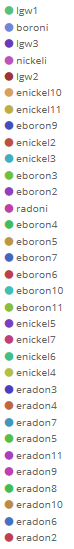 lgw1
boroni
lgw3
nickeli
lgw2
enickel10
enickel11
eboron9
enickel2
enickel3
eboron3
eboron2
radoni
eboron4
eboron5
eboron7
eboron6
eboron10
eboron11
enickel5
enickel7
enickel6
enickel4
eradon3
eradon4
eradon7
eradon5
eradon11
eradon9
eradon8
eradon10
eradon6
eradon2